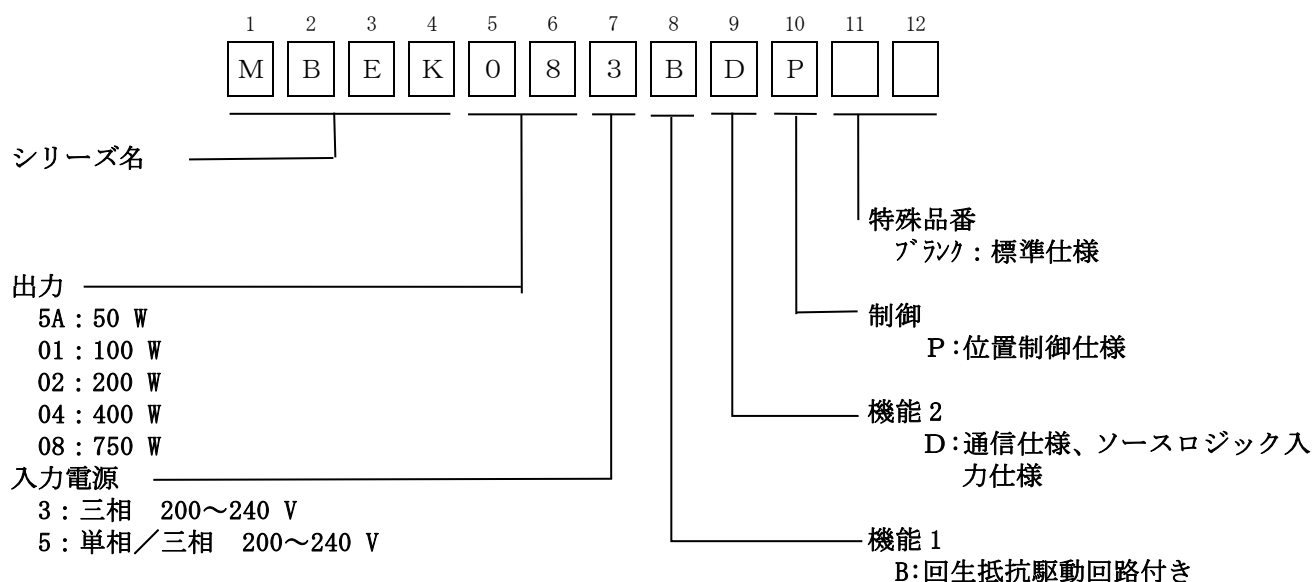 1 2 3 4 5 6 7 8 9 10 11 12
M B E K 0 8 3 B D P
シリーズ名
出力
5A：50 W
01：100 W
02：200 W
04：400 W
08：750 W
入力電源
3：三相　200～240 V
5：単相／三相　200～240 V
特殊品番
ﾌﾞﾗﾝｸ：標準仕様
制御
P：位置制御仕様
機能2
D：通信仕様、ソースロジック入
力仕様
機能1
B：回生抵抗駆動回路付き